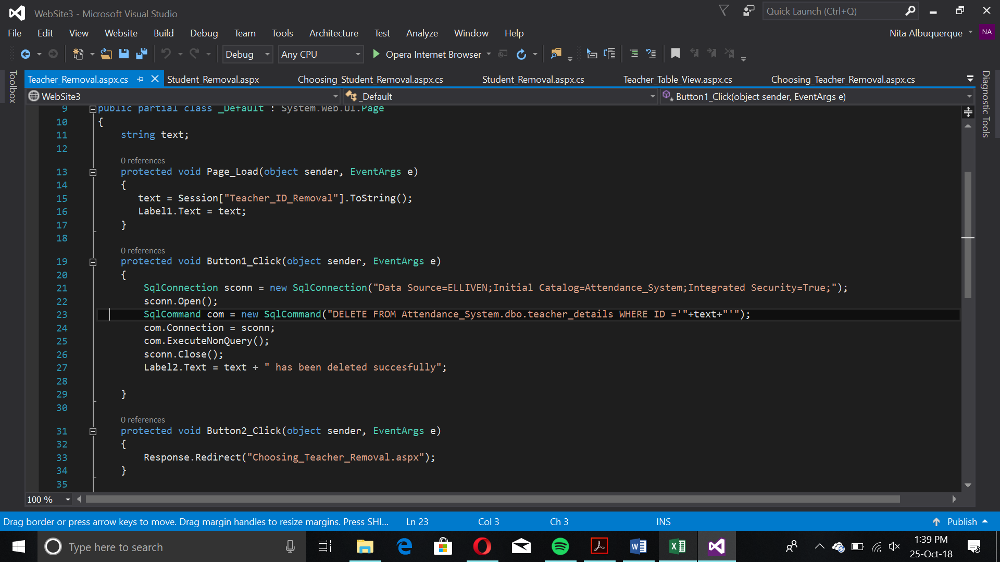 WebSite3 - Microsoft Visual Studio
Quick Launch (Ctrl+Q)
File Edit View Website Build Debug Team Tools Architecture Test Analyze Window Help
Nita Albuquerque NA
Debug Any CPU Opera Internet Browser
Toolbox
Teacher_Removal.aspx.cs Student_Removal.aspx Choosing_Student_Removal.aspx.cs Student_Removal.aspx.cs Teacher_Table_View.aspx.cs Choosing_Teacher_Removal.aspx.cs
Diagnostic Tools
WebSite3 _Default Button1_Click(object sender, EventArgs e)
9 public partial class _Default : System.Web.UI.Page
10 {
11 string text;
12
0 references
13 protected void Page_Load(object sender, EventArgs e)
14 {
15 text = Session["Teacher_ID_Removal"].ToString();
16 Label1.Text = text;
17 }
18
0 references
19 protected void Button1_Click(object sender, EventArgs e)
20 {
21 SqlConnection sconn = new SqlConnection("Data Source=ELLIVEN;Initial Catalog=Attendance_System;Integrated Security=True;");
22 sconn.Open();
23 SqlCommand com = new SqlCommand("DELETE FROM Attendance_System.dbo.teacher_details WHERE ID ='"+text+"'");
24 com.Connection = sconn;
25 com.ExecuteNonQuery();
26 sconn.Close();
27 Label2.Text = text + " has been deleted succesfully";
28
29 }
30
0 references
31 protected void Button2_Click(object sender, EventArgs e)
32 {
33 Response.Redirect("Choosing_Teacher_Removal.aspx");
34 }
35
100 %
Drag border or press arrow keys to move. Drag margin handles to resize margins. Press SHI... Ln 23 Col 3 Ch 3 INS Publish
Type here to search
1:39 PM
25-Oct-18